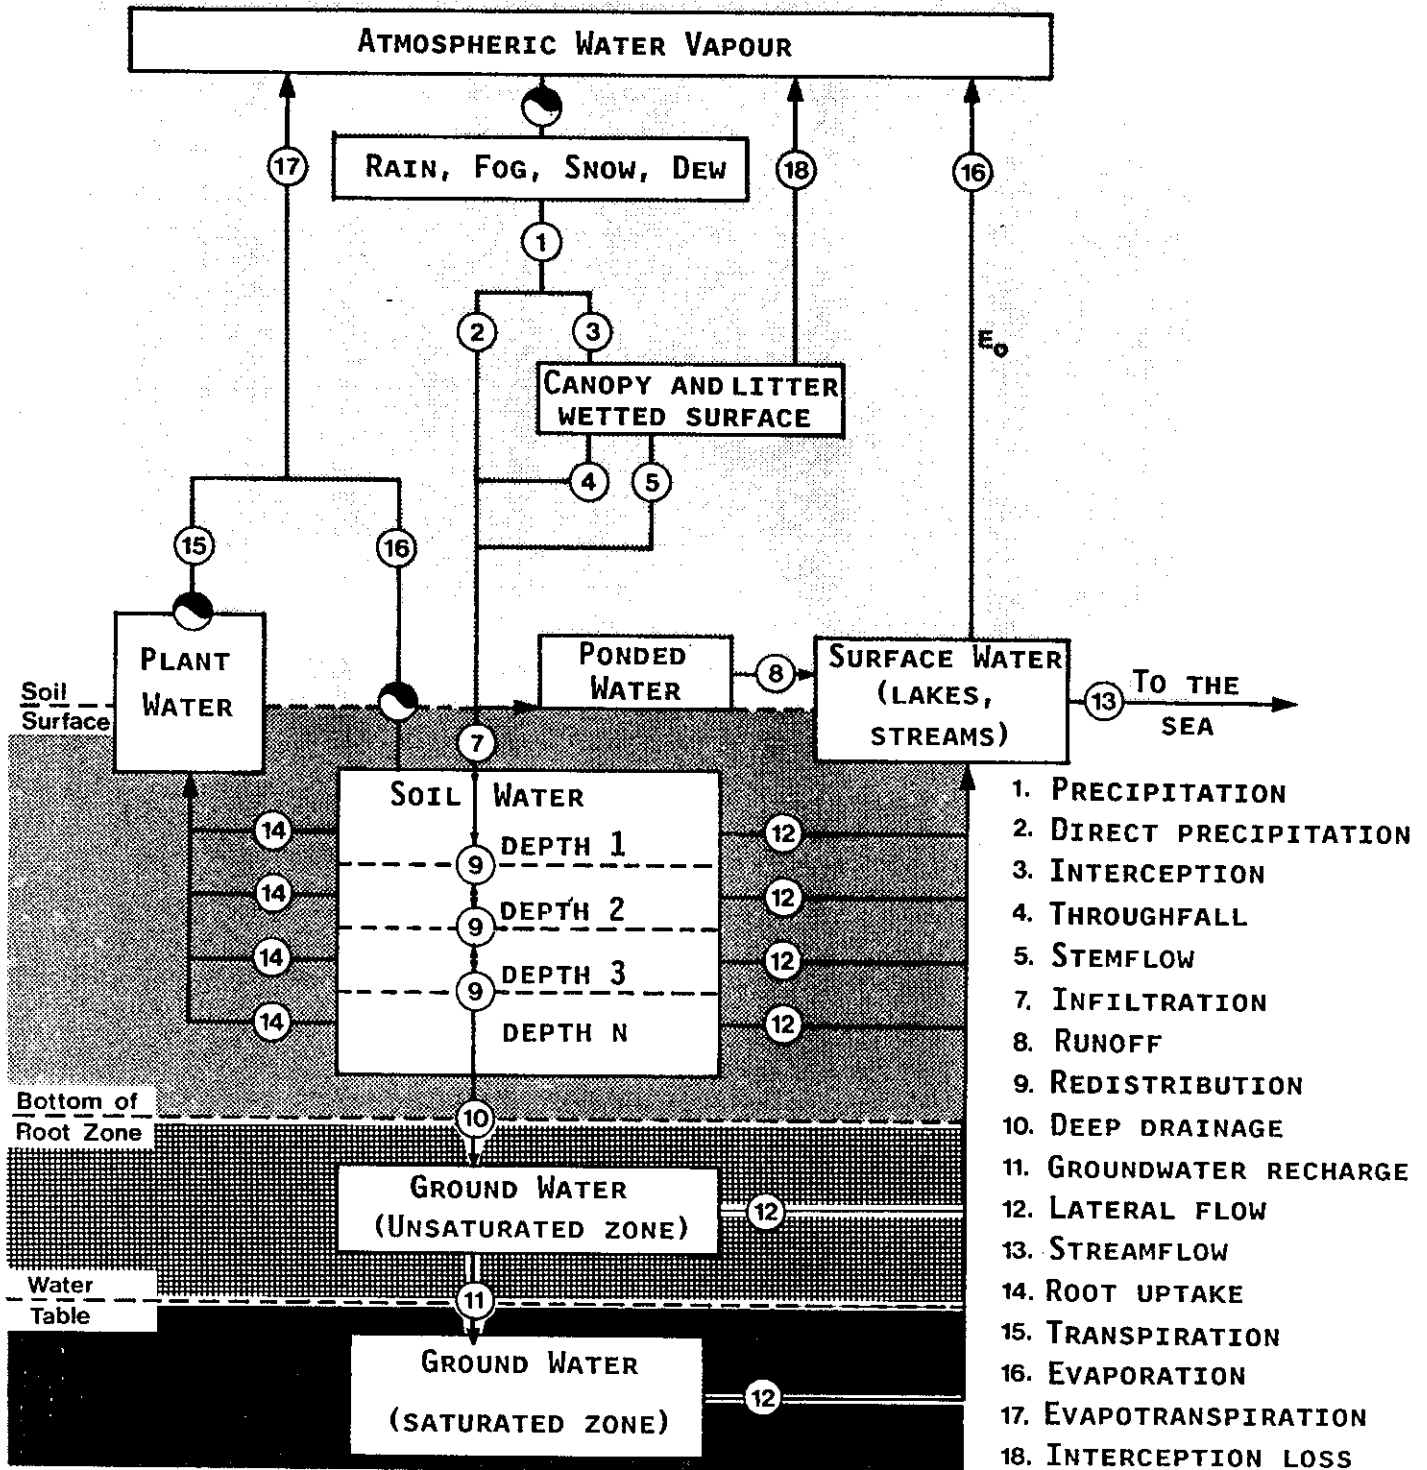 ATMOSPHERIC WATER VAPOUR
RAIN, FOG, SNOW, DEW
17
18
16
1
2
3
E₀
CANOPY AND LITTER
WETTED SURFACE
4
5
15
16
PLANT
WATER
PONDED
WATER
8
SURFACE WATER
(LAKES,
STREAMS)
13
TO THE
SEA
Soil
Surface
7
SOIL WATER
DEPTH 1
14
9
12
DEPTH 2
14
9
12
DEPTH 3
14
9
12
DEPTH N
14
12
Bottom of
Root Zone
10
GROUND WATER
(UNSATURATED ZONE)
12
Water
Table
11
GROUND WATER
(SATURATED ZONE)
12
1. PRECIPITATION
2. DIRECT PRECIPITATION
3. INTERCEPTION
4. THROUGHFALL
5. STEMFLOW
7. INFILTRATION
8. RUNOFF
9. REDISTRIBUTION
10. DEEP DRAINAGE
11. GROUNDWATER RECHARGE
12. LATERAL FLOW
13. STREAMFLOW
14. ROOT UPTAKE
15. TRANSPIRATION
16. EVAPORATION
17. EVAPOTRANSPIRATION
18. INTERCEPTION LOSS